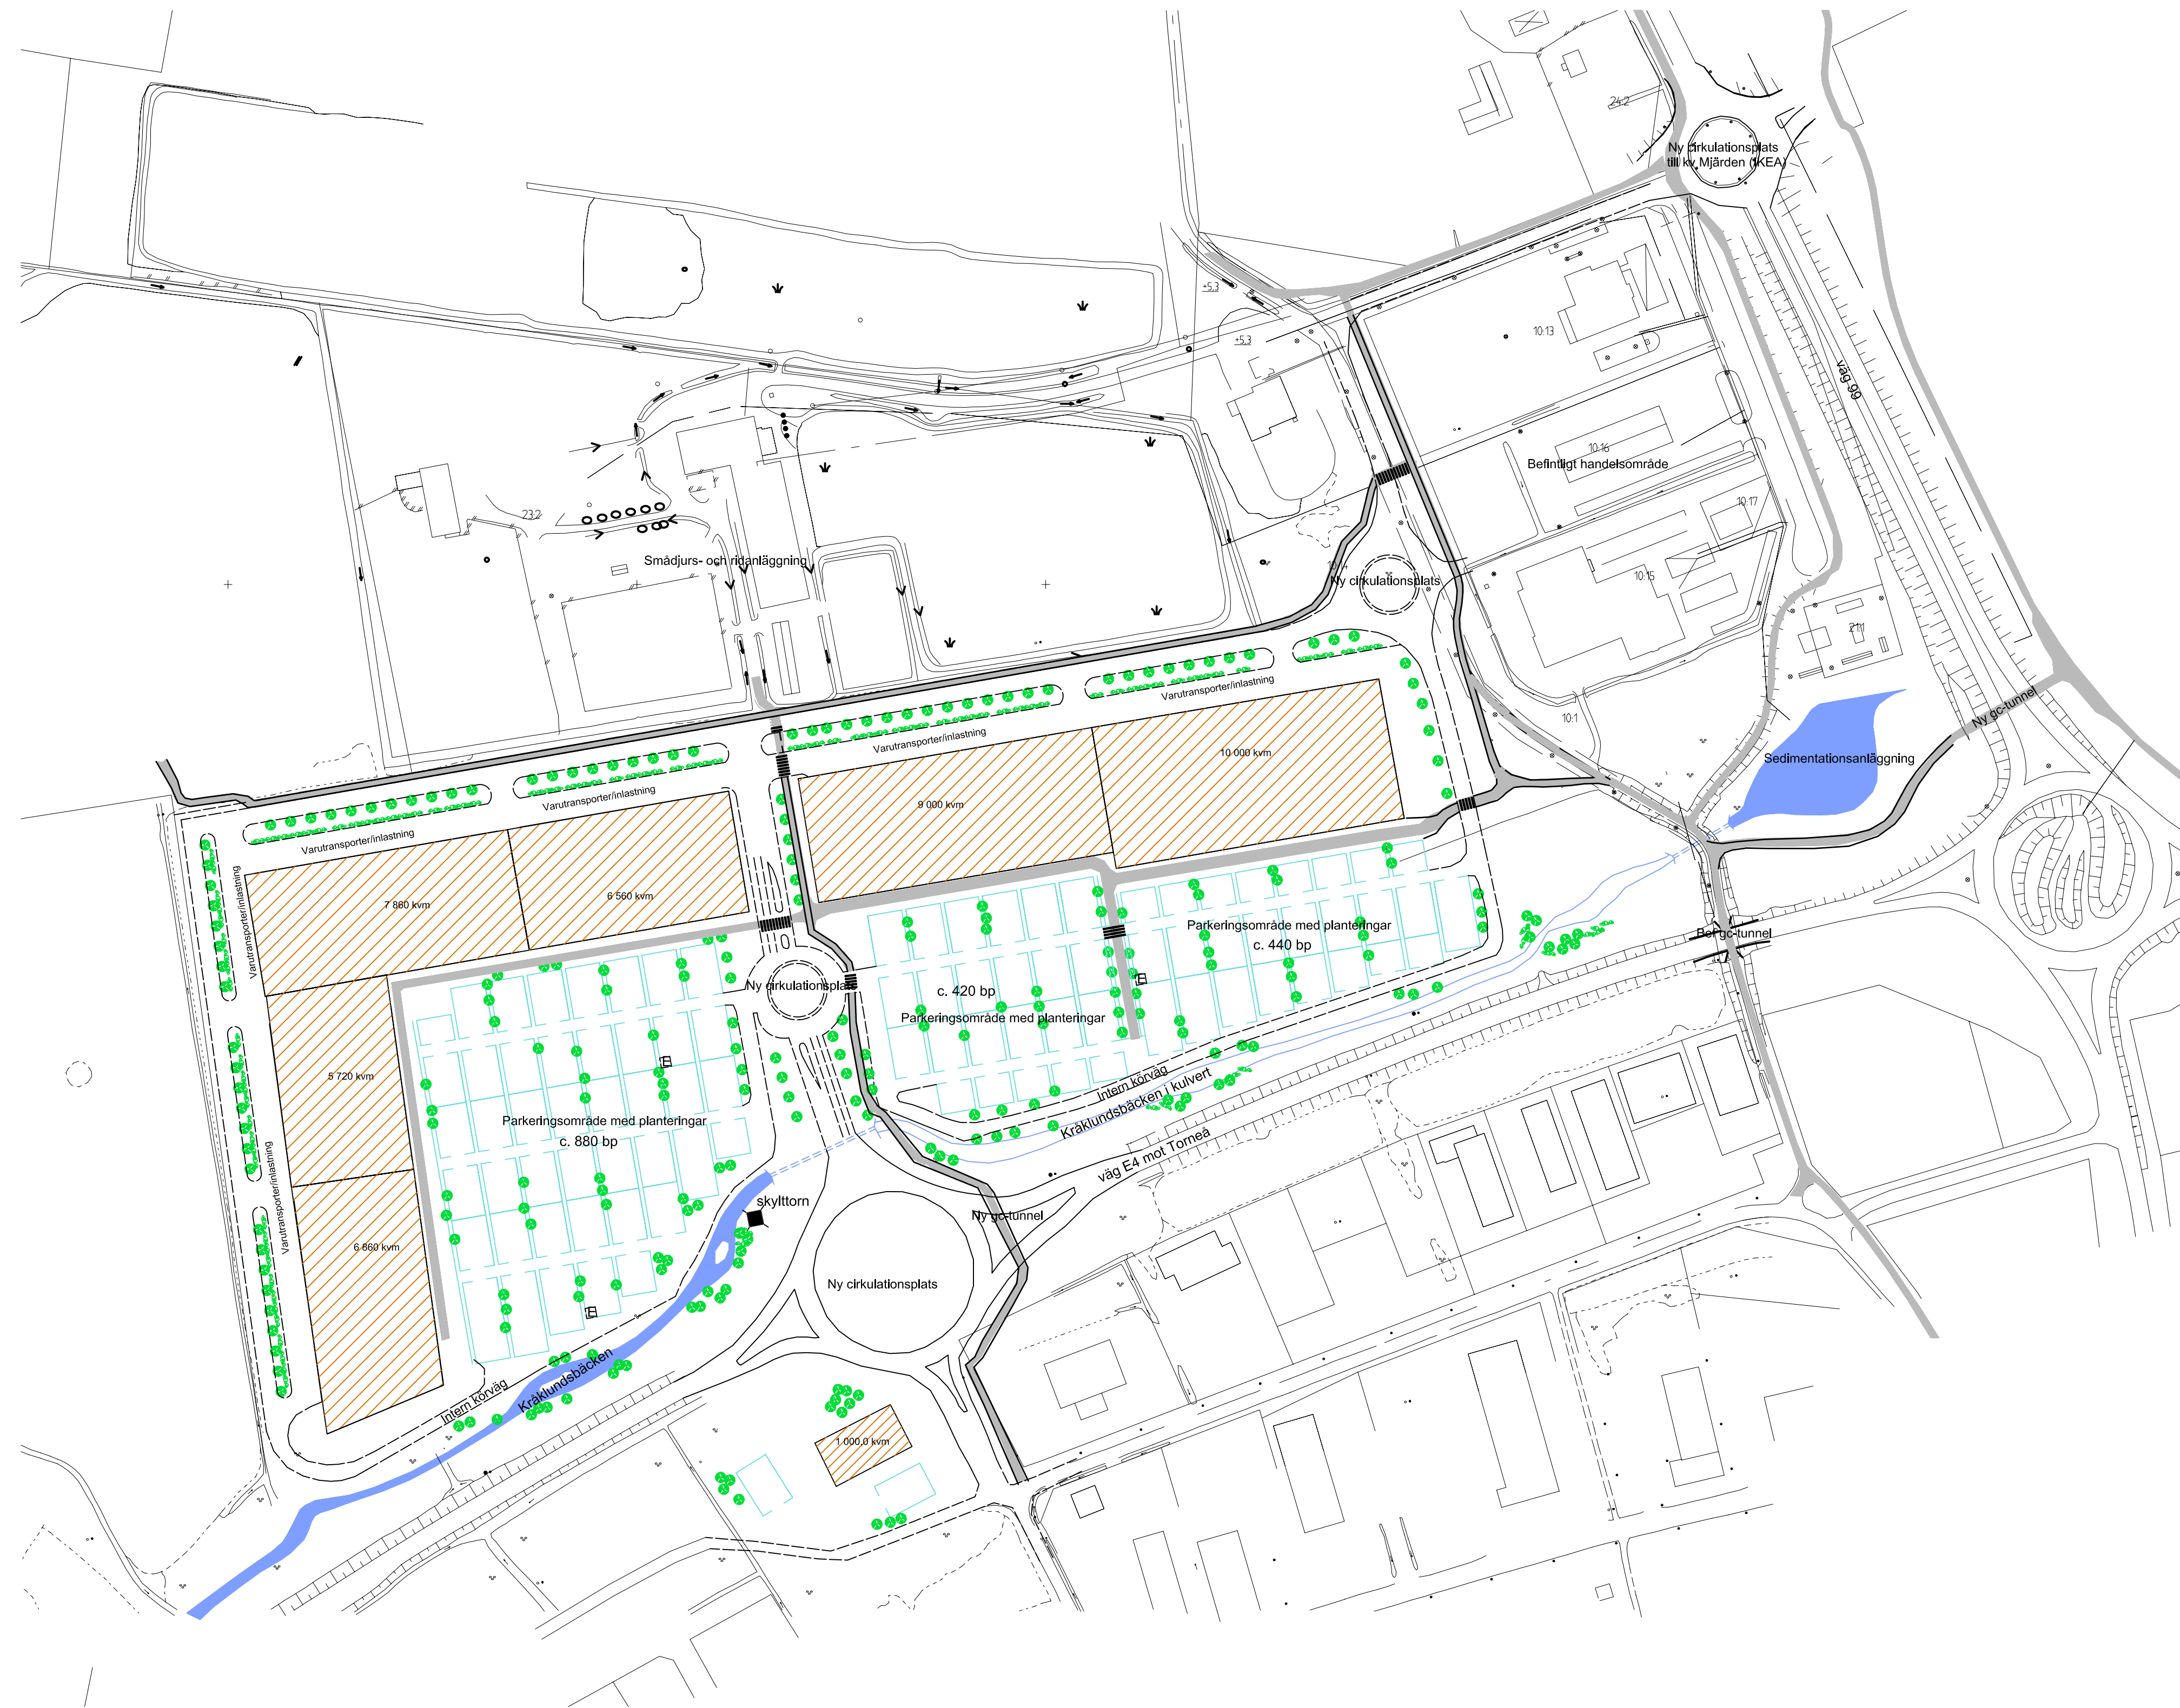 24:2
Ny cirkulationsplats
till kv Mjärden (IKEA)
+5.3
+5.3
10:13
väg 99
10:16
Befintligt handelsområde
10:17
23:2
Smådjurs- och ridanläggning
Ny cirkulationsplats
10:15
21:1
10:1
Ny gc-tunnel
Sedimentationsanläggning
Varutransporter/inlastning
Varutransporter/inlastning
Varutransporter/inlastning
Varutransporter/inlastning
10 000 kvm
9 000 kvm
6 560 kvm
7 860 kvm
Varutransporter/inlastning
Parkeringsområde med planteringar
c. 440 bp
Bef gc-tunnel
Ny cirkulationsplats
c. 420 bp
Parkeringsområde med planteringar
5 720 kvm
Parkeringsområde med planteringar
c. 880 bp
Intern körväg
Kråklundsbäcken i kulvert
väg E4 mot Torneå
Varutransporter/inlastning
skylttorn
Ny gc-tunnel
6 860 kvm
Ny cirkulationsplats
Intern körväg
Kråklundsbäcken
1 000,0 kvm